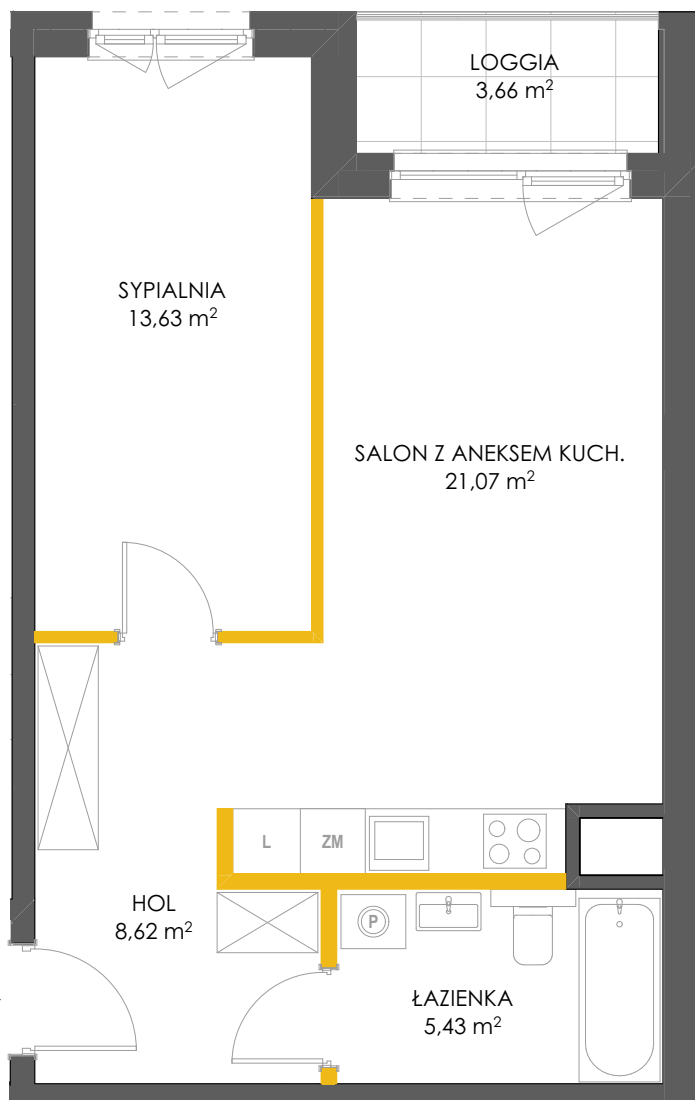 LOGGIA
3,66 m²
SYPIALNIA
13,63 m²
SALON Z ANEKSEM KUCH.
21,07 m²
L
ZM
HOL
8,62 m²
P
ŁAZIENKA
5,43 m²